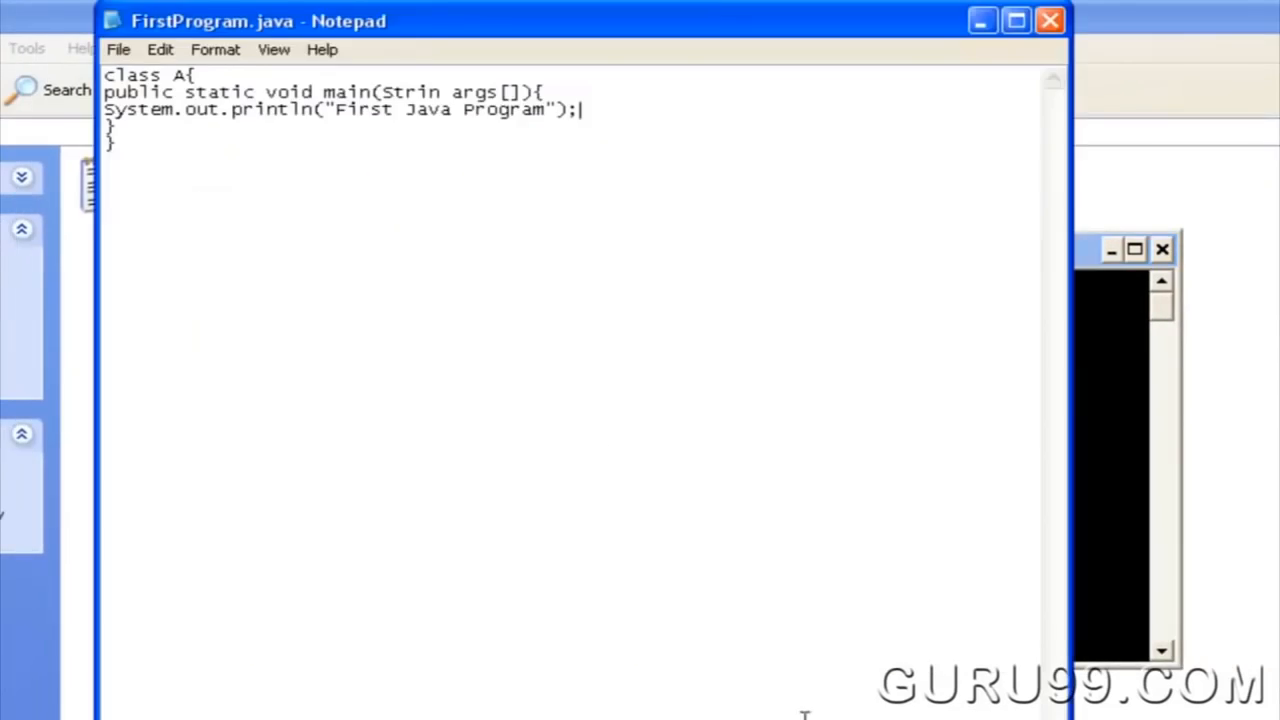 FirstProgram.java - Notepad
Tools Help
File Edit Format View Help
Search
class A{
public static void main(Strin args[]){
System.out.println("First Java Program");
}
}
GURU99.COM